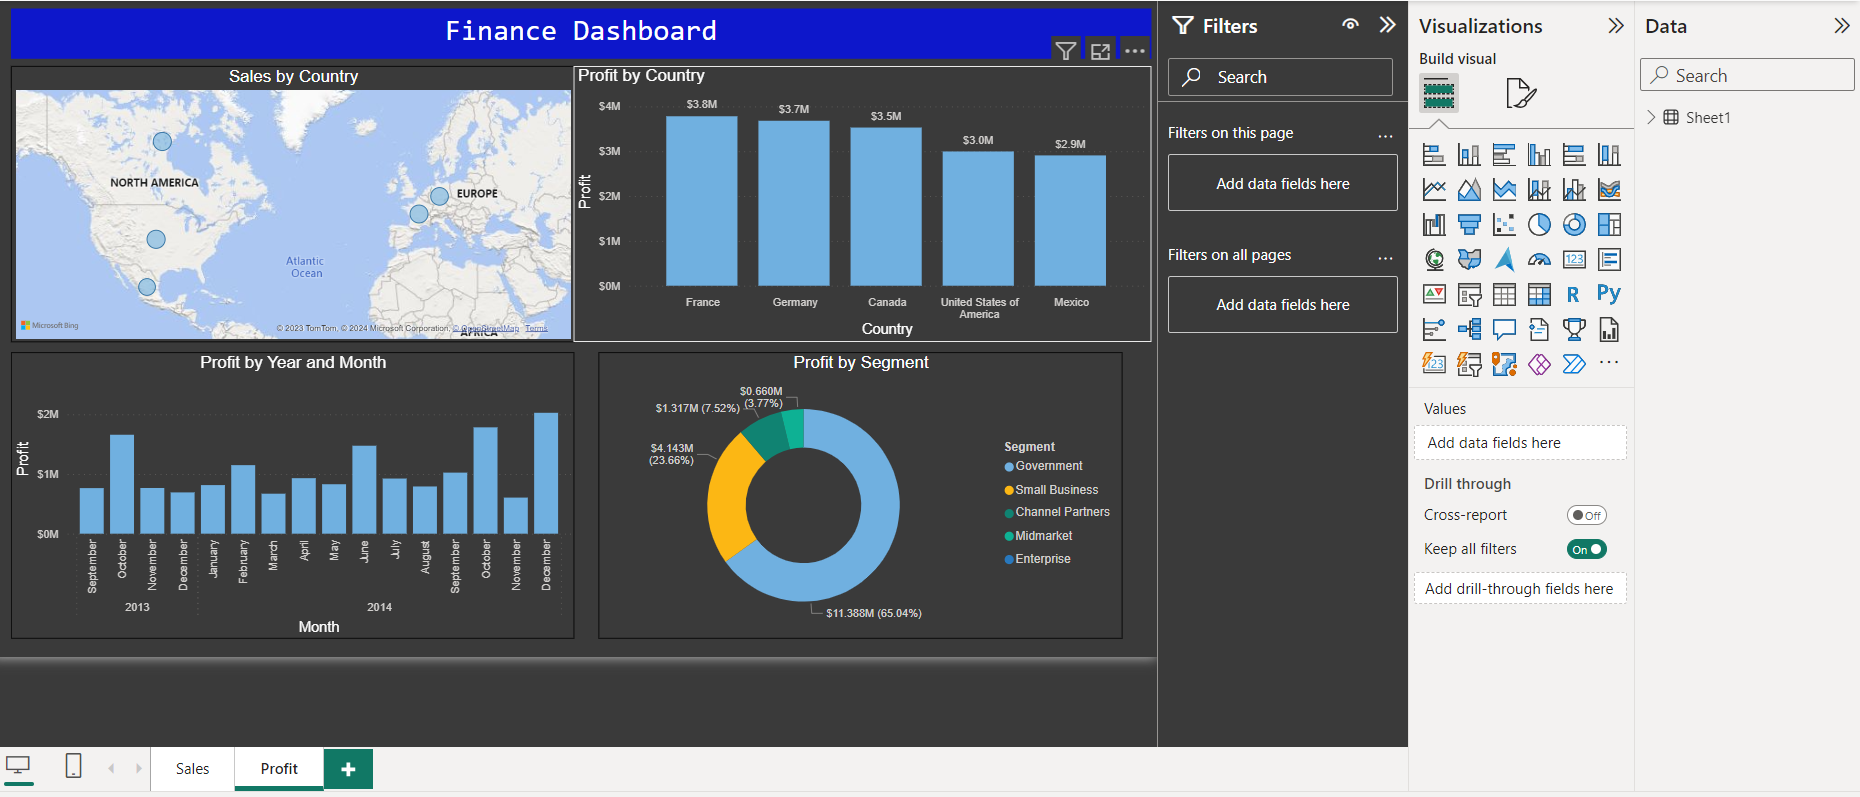 Finance Dashboard
Sales by Country
NORTH AMERICA
EUROPE
Atlantic
Ocean
AFRICA
Microsoft Bing
© 2023 TomTom, © 2024 Microsoft Corporation, © OpenStreetMap Terms
Profit by Country
Profit
$4M
$3M
$2M
$1M
$0M
$3.8M
$3.7M
$3.5M
$3.0M
$2.9M
France
Germany
Canada
United States of
America
Mexico
Country
Profit by Year and Month
Profit
$2M
$1M
$0M
September
October
November
December
January
February
March
April
May
June
July
August
September
October
November
December
2013
2014
Month
Profit by Segment
$0.660M
(3.77%)
$1.317M (7.52%)
$4.143M
(23.66%)
$11.388M (65.04%)
Segment
Government
Small Business
Channel Partners
Midmarket
Enterprise
Filters
Search
Filters on this page
...
Add data fields here
Filters on all pages
...
Add data fields here
Visualizations
Build visual
123
R
Py
123
...
Values
Add data fields here
Drill through
Cross-report
Off
Keep all filters
On
Add drill-through fields here
Data
Search
Sheet1
Sales
Profit
+